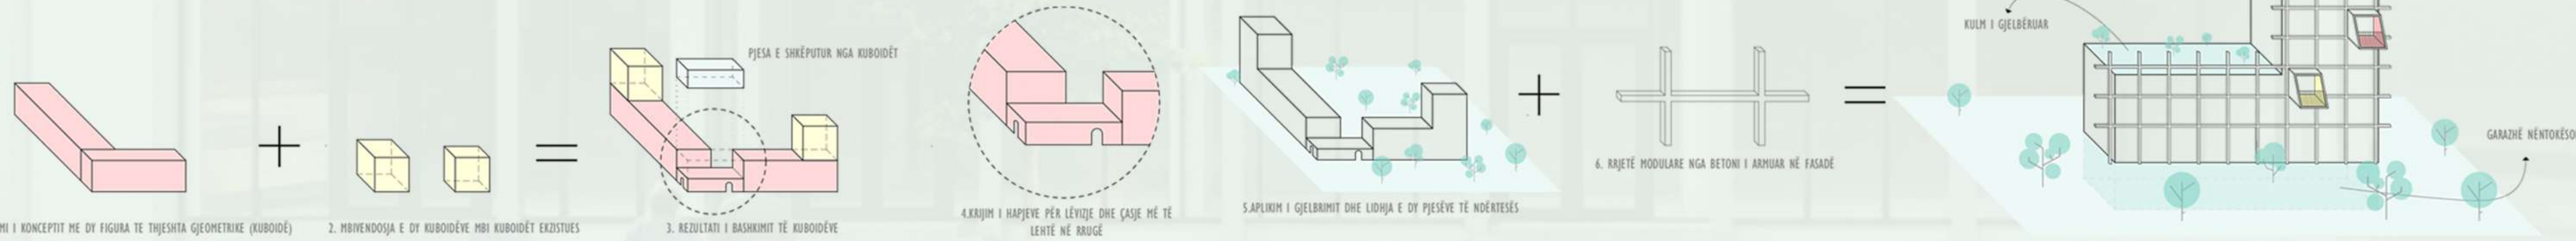 MI I KONCEPTIT ME DY FIGURA TE THJESHTA GJEOMETRIKE (KUBOIDË)
2. MBIVENDOSJA E DY KUBOIDËVE MBI KUBOIDËT EKZISTUES
PJESA E SHKËPUTUR NGA KUBOIDËT
3. REZULTATI I BASHKIMIT TË KUBOIDËVE
4.KRIJIM I HAPJEVE PËR LËVIZJE DHE ÇASJE MË TË
LEHTË NË RRUGË
5.APLIKIM I GJELBRIMIT DHE LIDHJA E DY PJESËVE TË NDËRTESËS
6. RRJETË MODULARE NGA BETONI I ARMUAR NË FASADË
KULM I GJELBËRUAR
GARAZHË NËNTOKËSO